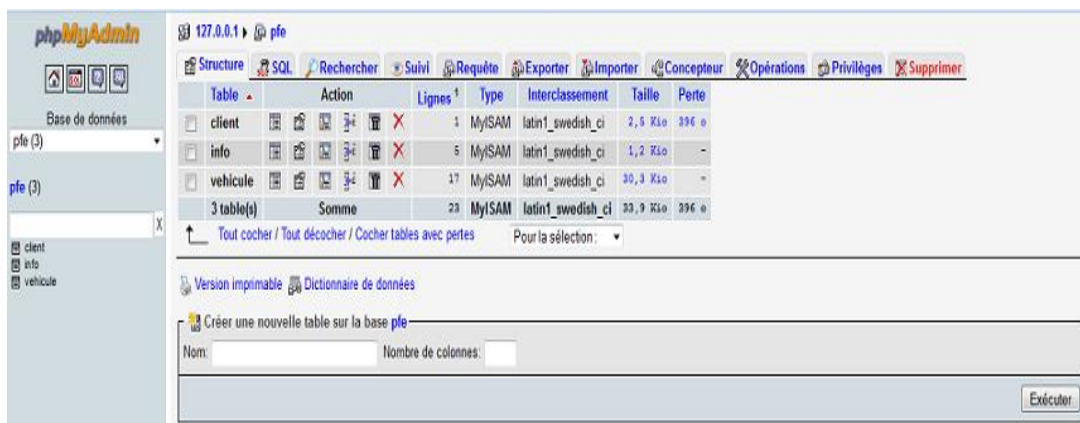 phpMyAdmin
Base de données
pfe (3)
pfe (3)
X
client
info
vehicule
127.0.0.1 ▸ pfe
Structure SQL Rechercher Suivi Requête Exporter Importer Concepteur Opérations Privilèges Supprimer
Table Action Lignes 1 Type Interclassement Taille Perte
client 1 MyISAM latin1_swedish_ci 2,5 Kio 396 o
info 5 MyISAM latin1_swedish_ci 1,2 Kio -
vehicule 17 MyISAM latin1_swedish_ci 30,3 Kio -
3 table(s) Somme 23 MyISAM latin1_swedish_ci 33,9 Kio 396 o
Tout cocher / Tout décocher / Cocher tables avec pertes Pour la sélection :
Version imprimable Dictionnaire de données
Créer une nouvelle table sur la base pfe
Nom: Nombre de colonnes:
Exécuter